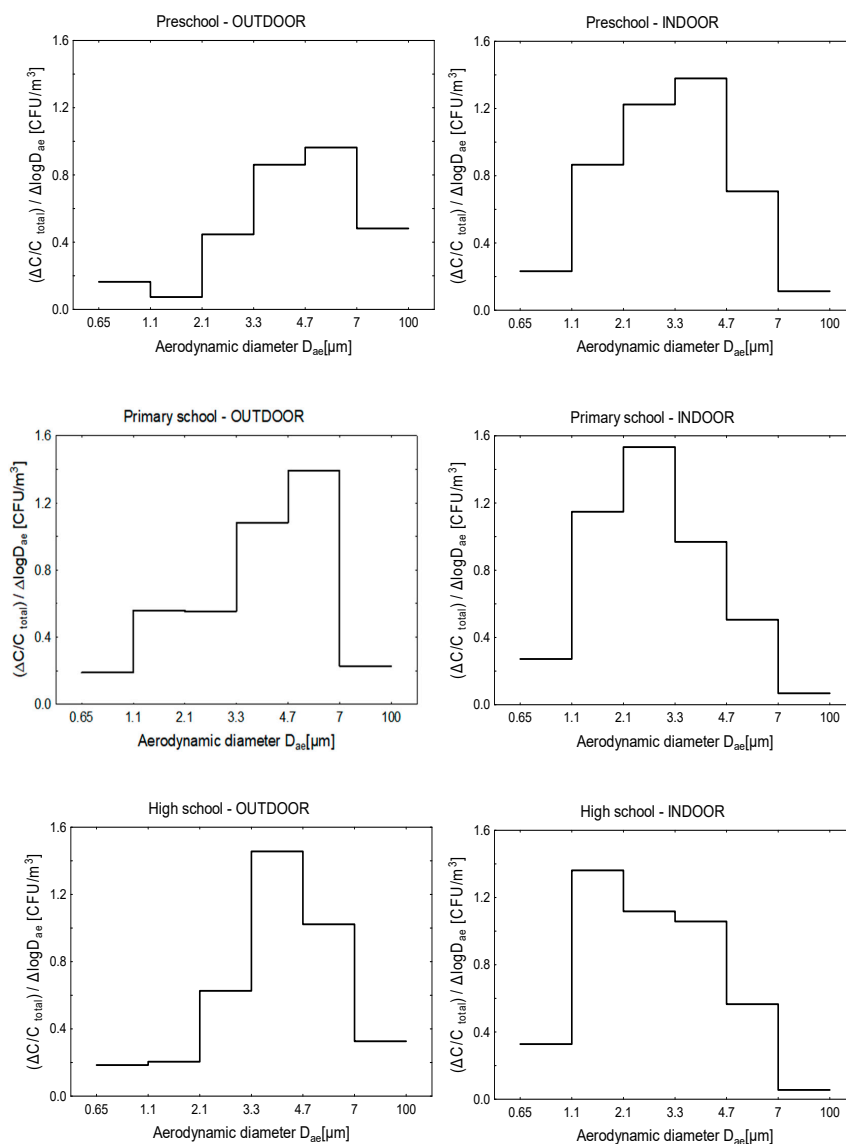 Preschool - OUTDOOR
(ΔC/C total) / ΔlogDae [CFU/m³]
1.6
1.2
0.8
0.4
0.0
0.65 1.1 2.1 3.3 4.7 7 100
Aerodynamic diameter Dae[µm]
Preschool - INDOOR
(ΔC/C total) / ΔlogDae [CFU/m³]
1.6
1.2
0.8
0.4
0.0
0.65 1.1 2.1 3.3 4.7 7 100
Aerodynamic diameter Dae[µm]
Primary school - OUTDOOR
(ΔC/C total) / ΔlogDae [CFU/m³]
1.6
1.2
0.8
0.4
0.0
0.65 1.1 2.1 3.3 4.7 7 100
Aerodynamic diameter Dae[µm]
Primary school - INDOOR
(ΔC/C total) / ΔlogDae [CFU/m³]
1.6
1.2
0.8
0.4
0.0
0.65 1.1 2.1 3.3 4.7 7 100
Aerodynamic diameter Dae[µm]
High school - OUTDOOR
(ΔC/C total) / ΔlogDae [CFU/m³]
1.6
1.2
0.8
0.4
0.0
0.65 1.1 2.1 3.3 4.7 7 100
Aerodynamic diameter Dae[µm]
High school - INDOOR
(ΔC/C total) / ΔlogDae [CFU/m³]
1.6
1.2
0.8
0.4
0.0
0.65 1.1 2.1 3.3 4.7 7 100
Aerodynamic diameter Dae[µm]